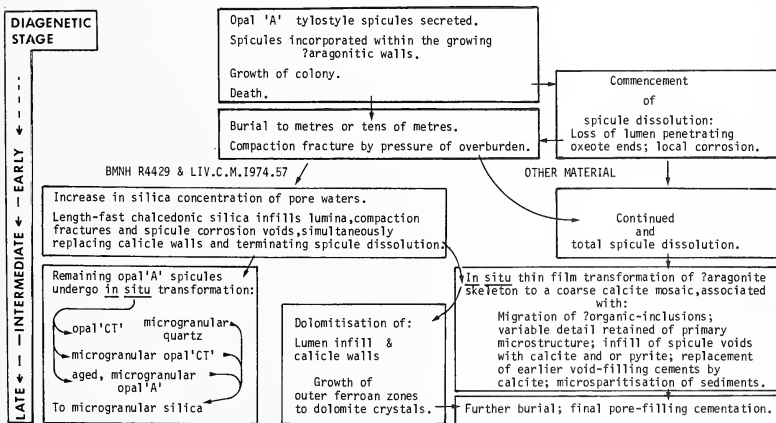 DIAGENETIC
STAGE
LATE ← – INTERMEDIATE ← – EARLY ←
Opal 'A' tylostyle spicules secreted.
Spicules incorporated within the growing
?aragonitic walls.
Growth of colony.
Death.
Commencement
of
spicule dissolution:
Loss of lumen penetrating
oxeote ends; local corrosion.
Burial to metres or tens of metres.
Compaction fracture by pressure of overburden.
BMNH R4429 & LIV.C.M.I974.57
OTHER MATERIAL
Increase in silica concentration of pore waters.
Length-fast chalcedonic silica infills lumina,compaction
fractures and spicule corrosion voids,simultaneously
replacing calicle walls and terminating spicule dissolution.
Continued
and
total spicule dissolution.
Remaining opal'A' spicules
undergo in situ transformation:
opal'CT'
microgranular
quartz
microgranular opal'CT'
aged, microgranular
opal'A'
To microgranular silica
Dolomitisation of:
Lumen infill &
calicle walls
Growth of
outer ferroan zones
to dolomite crystals.
In situ thin film transformation of ?aragonite
skeleton to a coarse calcite mosaic,associated
with:
Migration of ?organic-inclusions;
variable detail retained of primary
microstructure; infill of spicule voids
with calcite and or pyrite; replacement
of earlier void-filling cements by
calcite; microsparitisation of sediments.
Further burial; final pore-filling cementation.